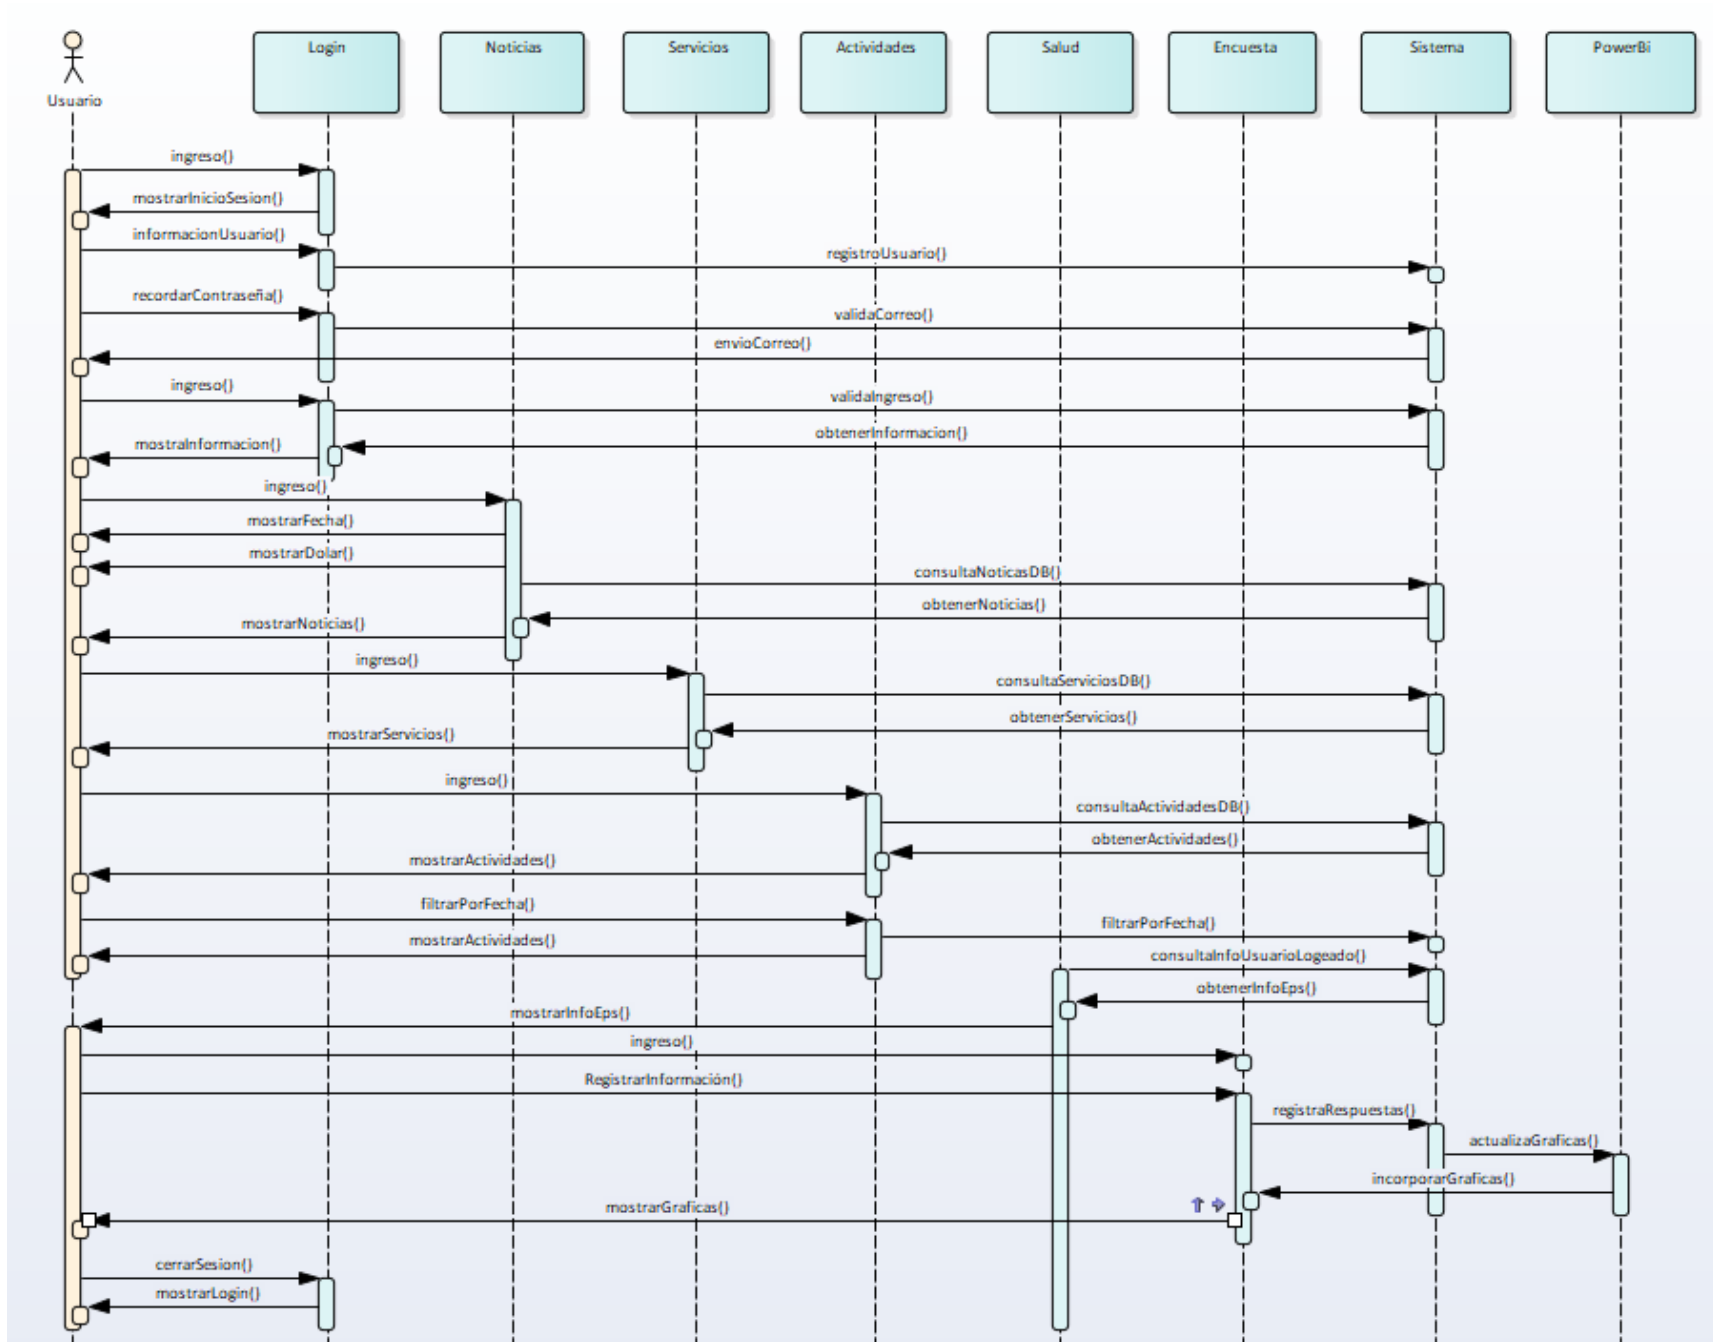 Usuario
Login
Noticias
Servicios
Actividades
Salud
Encuesta
Sistema
PowerBi
ingreso()
mostrarInicioSesion()
informacionUsuario()
registroUsuario()
recordarContraseña()
validaCorreo()
envioCorreo()
ingreso()
validaIngreso()
obtenerInformacion()
mostraInformacion()
ingreso()
mostrarFecha()
mostrarDolar()
consultaNoticasDB()
obtenerNoticias()
mostrarNoticias()
ingreso()
consultaServiciosDB()
obtenerServicios()
mostrarServicios()
ingreso()
consultaActividadesDB()
obtenerActividades()
mostrarActividades()
filtrarPorFecha()
filtrarPorFecha()
mostrarActividades()
consultaInfoUsuarioLogeado()
obtenerInfoEps()
mostrarInfoEps()
ingreso()
RegistrarInformación()
registraRespuestas()
actualizaGraficas()
incorporarGraficas()
mostrarGraficas()
cerrarSesion()
mostrarLogin()